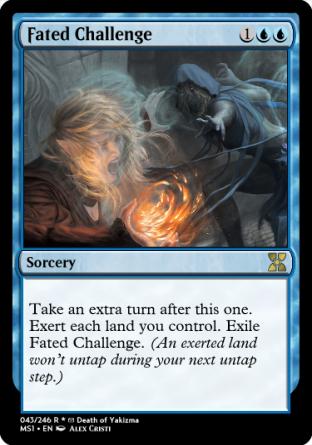 Fated Challenge 1
Sorcery
Take an extra turn after this one.
Exert each land you control. Exile
Fated Challenge. (An exerted land
won't untap during your next untap
step.)
043/246 R * Death of Yakizma
MS1 • EN Alex Cristi